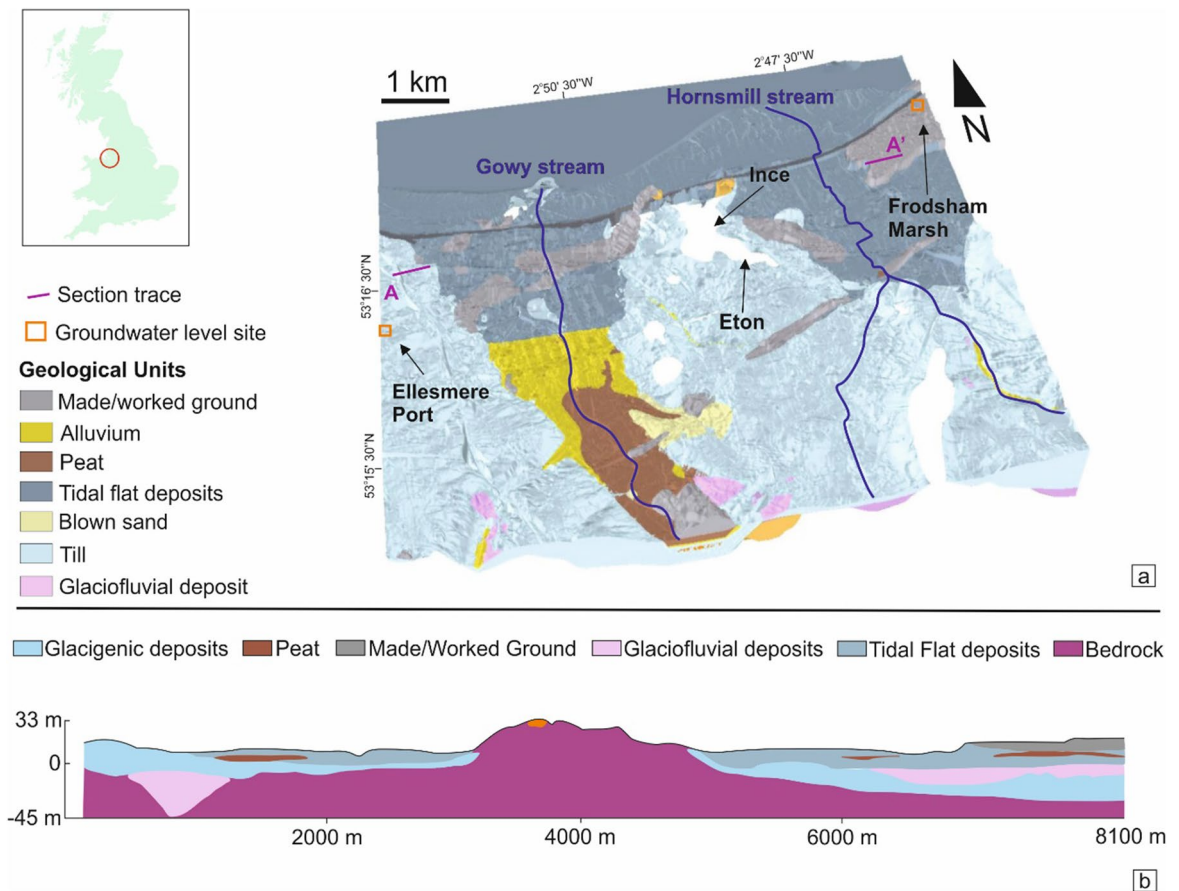 1 km
2°50' 30''W
2°47' 30''W
N
Hornsmill stream
Gowy stream
A'
Ince
Frodsham
Marsh
53°16' 30''N
A
Eton
Ellesmere
Port
53°15' 30''N
Section trace
Groundwater level site
Geological Units
Made/worked ground
Alluvium
Peat
Tidal flat deposits
Blown sand
Till
Glaciofluvial deposit
a
Glacigenic deposits
Peat
Made/Worked Ground
Glaciofluvial deposits
Tidal Flat deposits
Bedrock
33 m
0
-45 m
2000 m
4000 m
6000 m
8100 m
b